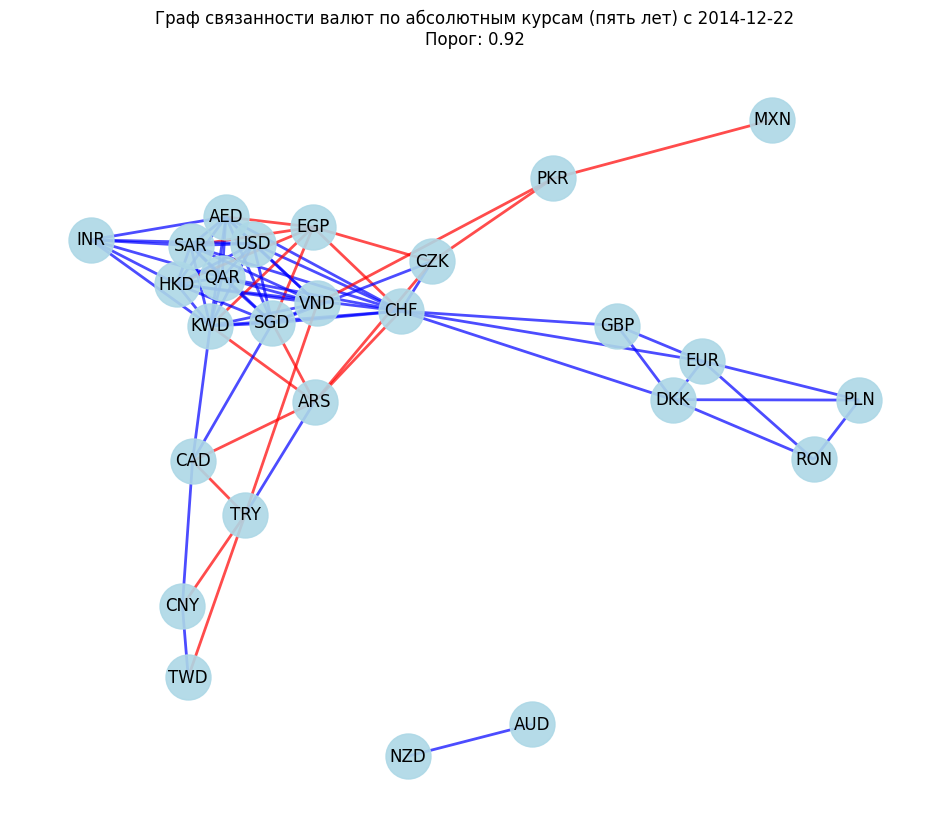 Граф связанности валют по абсолютным курсам (пять лет) с 2014-12-22
Порог: 0.92
MXN
PKR
AED
EGP
INR
SAR
USD
CZK
HKD
QAR
VND
CHF
KWD
SGD
GBP
EUR
DKK
PLN
ARS
RON
CAD
TRY
CNY
TWD
AUD
NZD